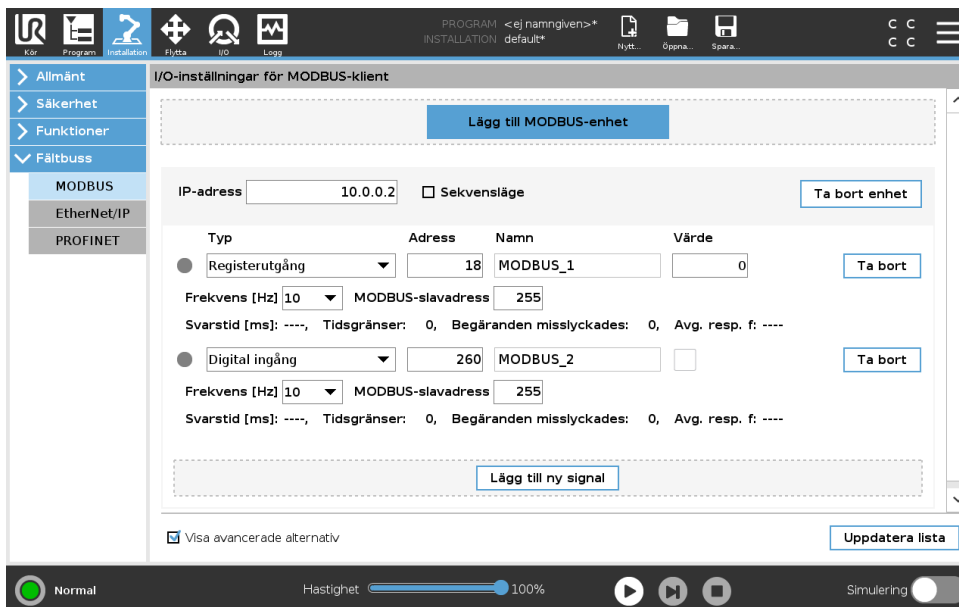 PROGRAM <ej namngiven>*
INSTALLATION default*
UR
Kör Program Installation Flytta I/O Logg Nytt... Öppna... Spara...
C C
C C
Allmänt
Säkerhet
Funktioner
Fältbuss
MODBUS
EtherNet/IP
PROFINET
I/O-inställningar för MODBUS-klient
Lägg till MODBUS-enhet
IP-adress 10.0.0.2 Sekvensläge Ta bort enhet
Typ Adress Namn Värde
Registerutgång 18 MODBUS_1 0 Ta bort
Frekvens [Hz] 10 MODBUS-slavadress 255
Svarstid [ms]: ----, Tidsgränser: 0, Begäranden misslyckades: 0, Avg. resp. f: ----
Digital ingång 260 MODBUS_2 Ta bort
Frekvens [Hz] 10 MODBUS-slavadress 255
Svarstid [ms]: ----, Tidsgränser: 0, Begäranden misslyckades: 0, Avg. resp. f: ----
Lägg till ny signal
Visa avancerade alternativ Uppdatera lista
Normal Hastighet 100% Simulering